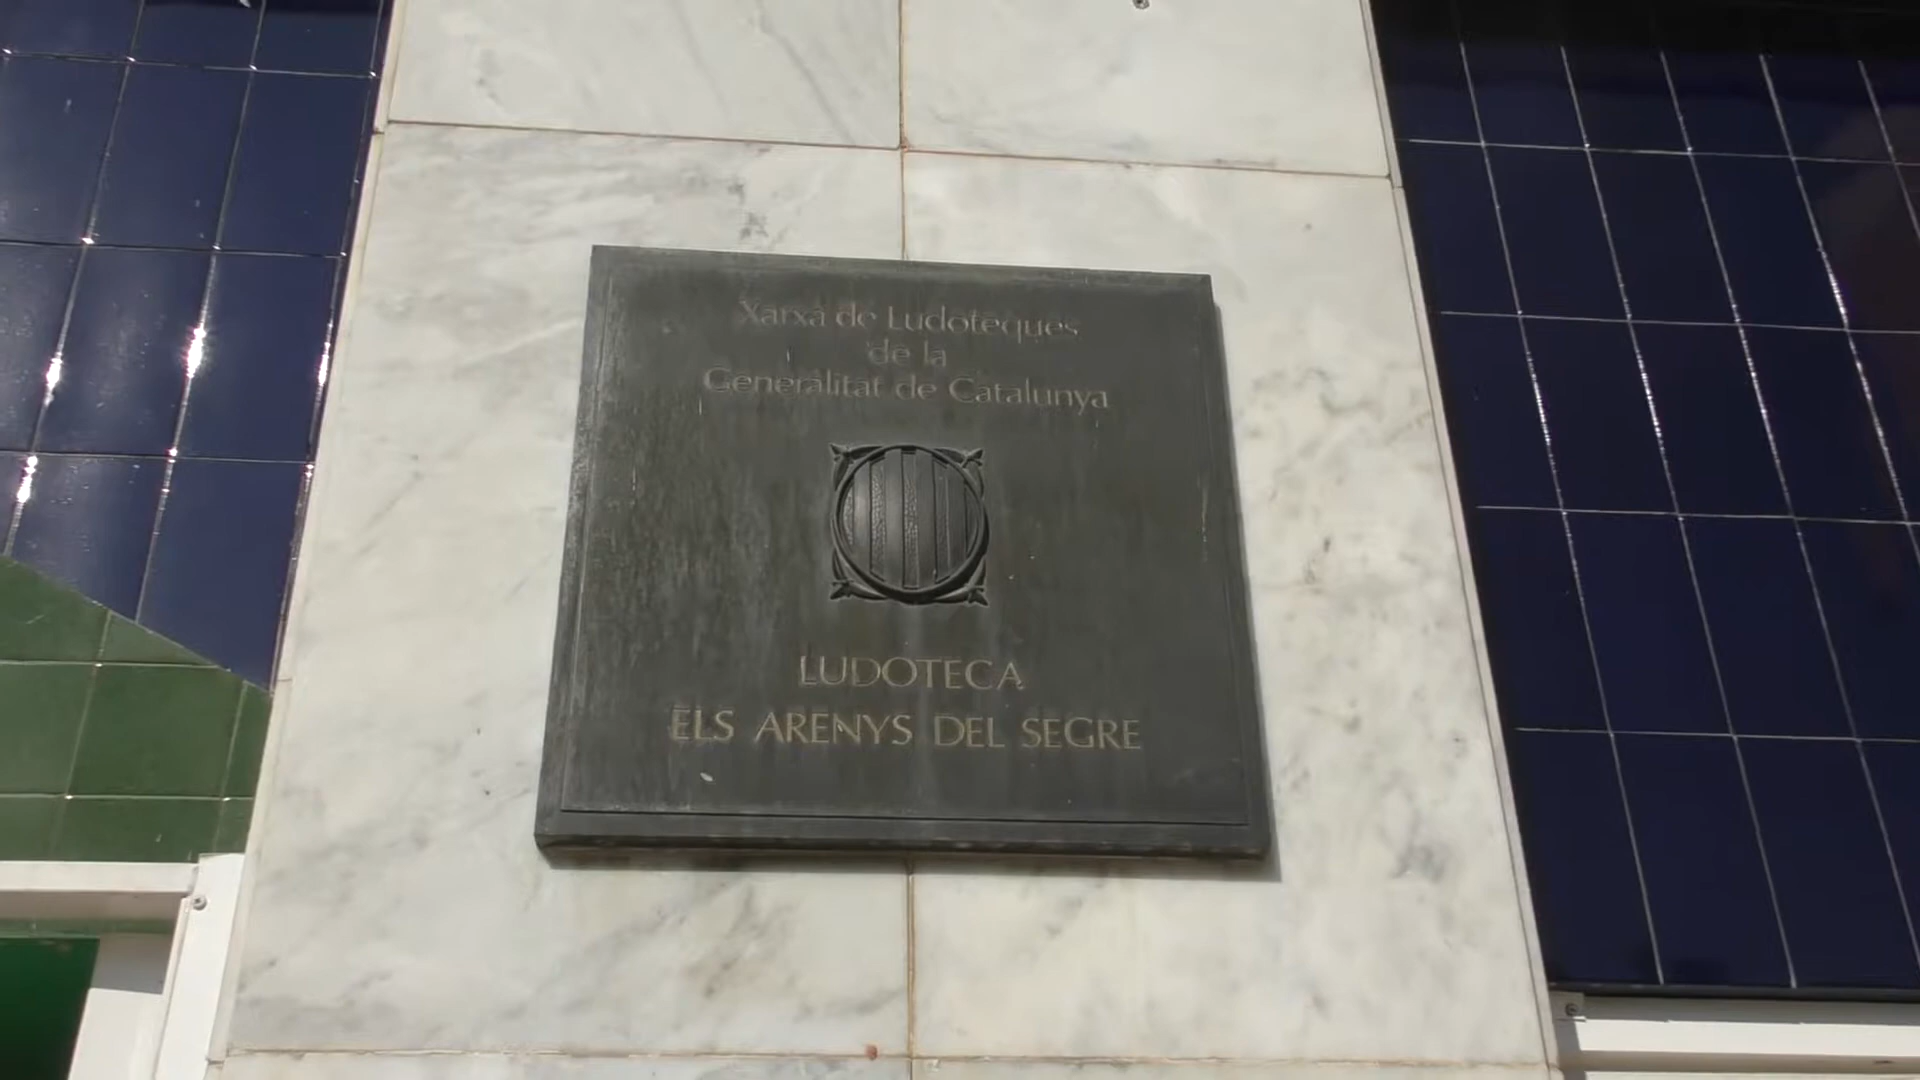 Xarxa de Ludoteques
de la
Generalitat de Catalunya
LUDOTECA
ELS ARENYS DEL SEGRE